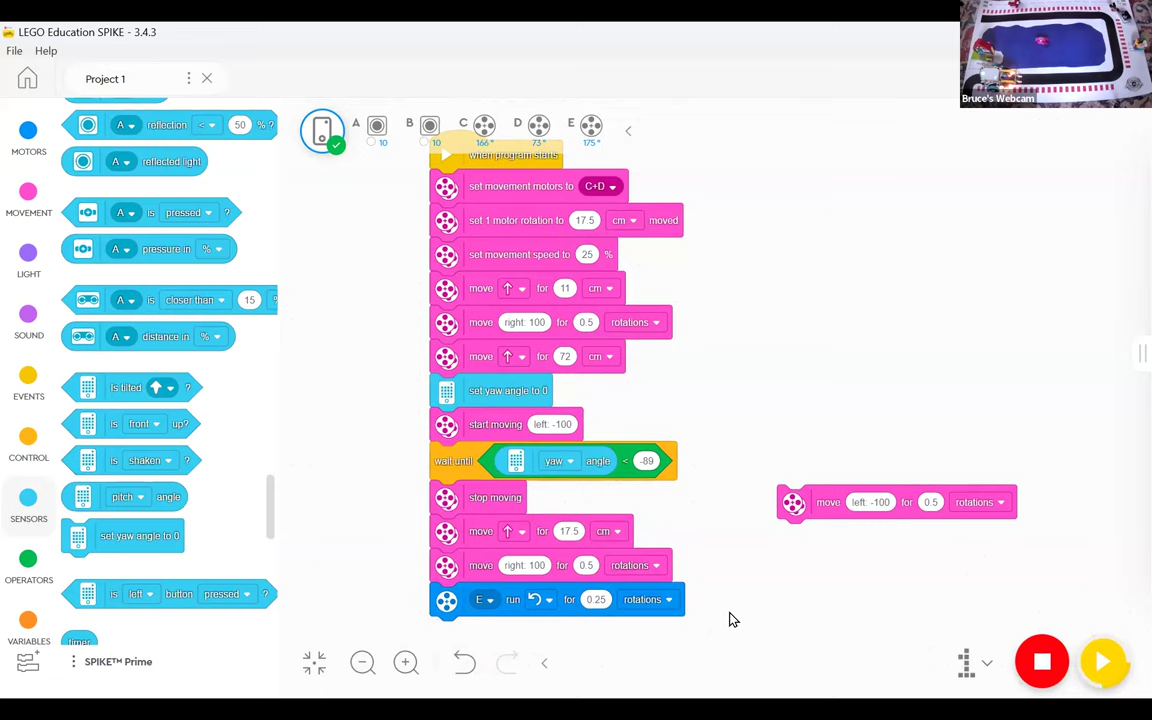 LEGO Education SPIKE - 3.4.3
File Help
Project 1
Bruce's Webcam
A B C D E
10 10 166° 73° 175°
MOTORS
MOVEMENT
LIGHT
SOUND
EVENTS
CONTROL
SENSORS
OPERATORS
VARIABLES
A reflection < 50 % ?
A reflected light
A is pressed ?
A pressure in %
A is closer than 15
A distance in %
is tilted ?
is front up?
is shaken ?
pitch angle
set yaw angle to 0
is left button pressed ?
timer
when program starts
set movement motors to C+D
set 1 motor rotation to 17.5 cm moved
set movement speed to 25 %
move for 11 cm
move right: 100 for 0.5 rotations
move for 72 cm
set yaw angle to 0
start moving left: -100
wait until yaw angle < -89
stop moving
move for 17.5 cm
move right: 100 for 0.5 rotations
E run for 0.25 rotations
move left: -100 for 0.5 rotations
SPIKE™ Prime